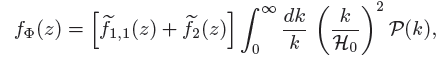 f_Φ(z) = [f̃_{1,1}(z) + f̃_2(z)] ∫_0^∞ dk/k (k/ℋ_0)^2 𝒫(k),